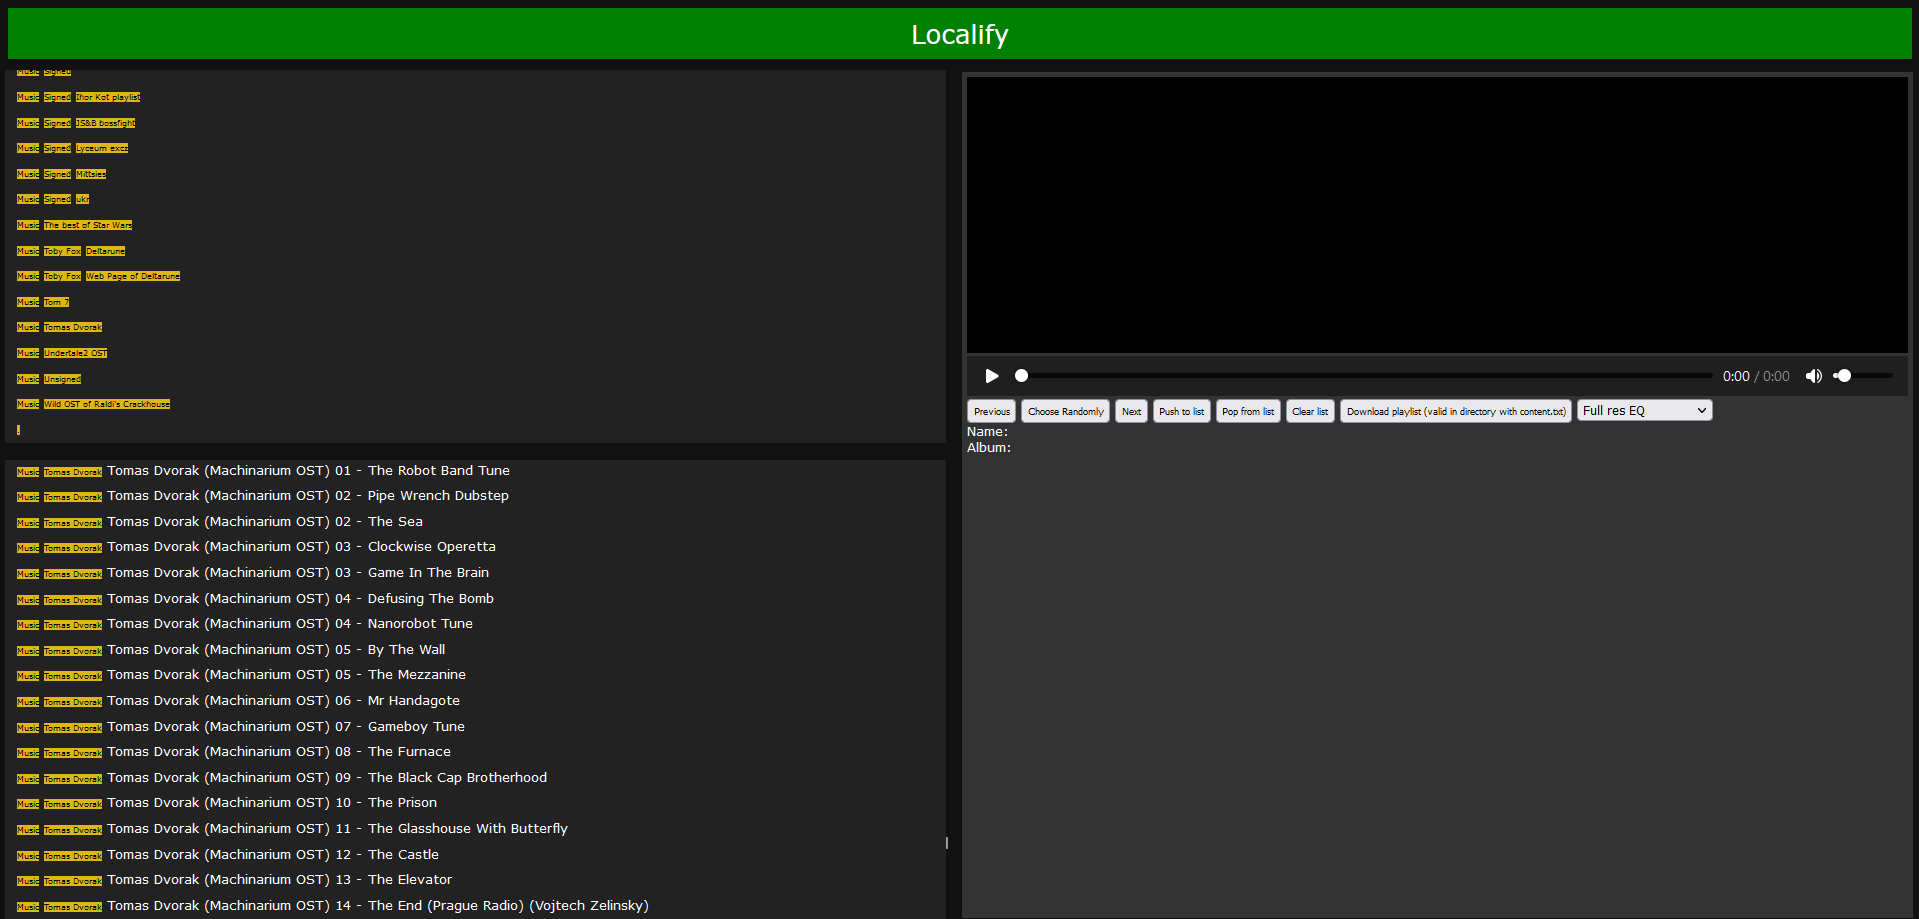 Localify
Music Signed
Music Signed Ihor Kot playlist
Music Signed JS&B bossfight
Music Signed Lyceum excz
Music Signed Mittsies
Music Signed ukr
Music The best of Star Wars
Music Toby Fox Deltarune
Music Toby Fox Web Page of Deltarune
Music Tom 7
Music Tomas Dvorak
Music Undertale2 OST
Music Unsigned
Music Wild OST of Raldi's Crackhouse
.
Music Tomas Dvorak Tomas Dvorak (Machinarium OST) 01 - The Robot Band Tune
Music Tomas Dvorak Tomas Dvorak (Machinarium OST) 02 - Pipe Wrench Dubstep
Music Tomas Dvorak Tomas Dvorak (Machinarium OST) 02 - The Sea
Music Tomas Dvorak Tomas Dvorak (Machinarium OST) 03 - Clockwise Operetta
Music Tomas Dvorak Tomas Dvorak (Machinarium OST) 03 - Game In The Brain
Music Tomas Dvorak Tomas Dvorak (Machinarium OST) 04 - Defusing The Bomb
Music Tomas Dvorak Tomas Dvorak (Machinarium OST) 04 - Nanorobot Tune
Music Tomas Dvorak Tomas Dvorak (Machinarium OST) 05 - By The Wall
Music Tomas Dvorak Tomas Dvorak (Machinarium OST) 05 - The Mezzanine
Music Tomas Dvorak Tomas Dvorak (Machinarium OST) 06 - Mr Handagote
Music Tomas Dvorak Tomas Dvorak (Machinarium OST) 07 - Gameboy Tune
Music Tomas Dvorak Tomas Dvorak (Machinarium OST) 08 - The Furnace
Music Tomas Dvorak Tomas Dvorak (Machinarium OST) 09 - The Black Cap Brotherhood
Music Tomas Dvorak Tomas Dvorak (Machinarium OST) 10 - The Prison
Music Tomas Dvorak Tomas Dvorak (Machinarium OST) 11 - The Glasshouse With Butterfly
Music Tomas Dvorak Tomas Dvorak (Machinarium OST) 12 - The Castle
Music Tomas Dvorak Tomas Dvorak (Machinarium OST) 13 - The Elevator
Music Tomas Dvorak Tomas Dvorak (Machinarium OST) 14 - The End (Prague Radio) (Vojtech Zelinsky)
0:00 / 0:00
Previous Choose Randomly Next Push to list Pop from list Clear list Download playlist (valid in directory with content.txt) Full res EQ
Name:
Album: